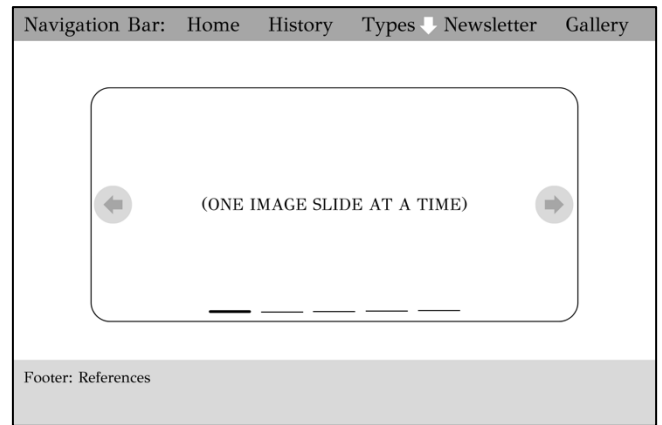 Navigation Bar: Home History Types Newsletter Gallery
(ONE IMAGE SLIDE AT A TIME)
Footer: References